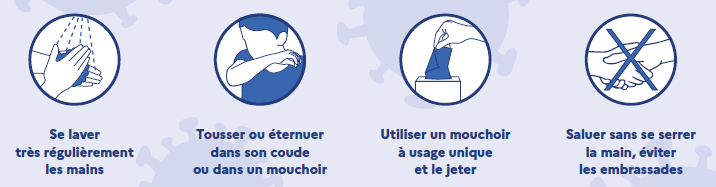 Se laver
très régulièrement
les mains
Tousser ou éternuer
dans son coude
ou dans un mouchoir
Utiliser un mouchoir
à usage unique
et le jeter
Saluer sans se serrer
la main, éviter
les embrassades